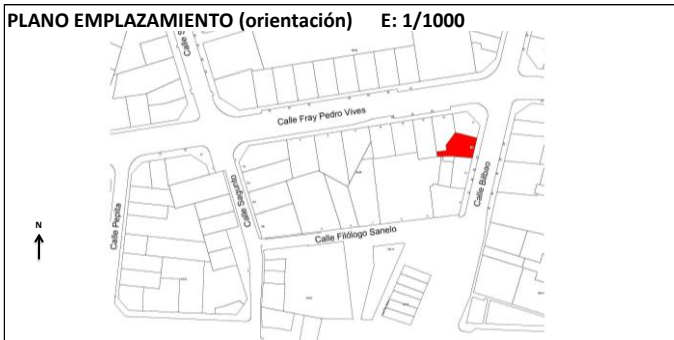 PLANO EMPLAZAMIENTO (orientación) E: 1/1000
Calle Fray Pedro Vives
Calle Sagunto
Calle Bilbao
Calle Pepita
Calle Filólogo Sanelo
N